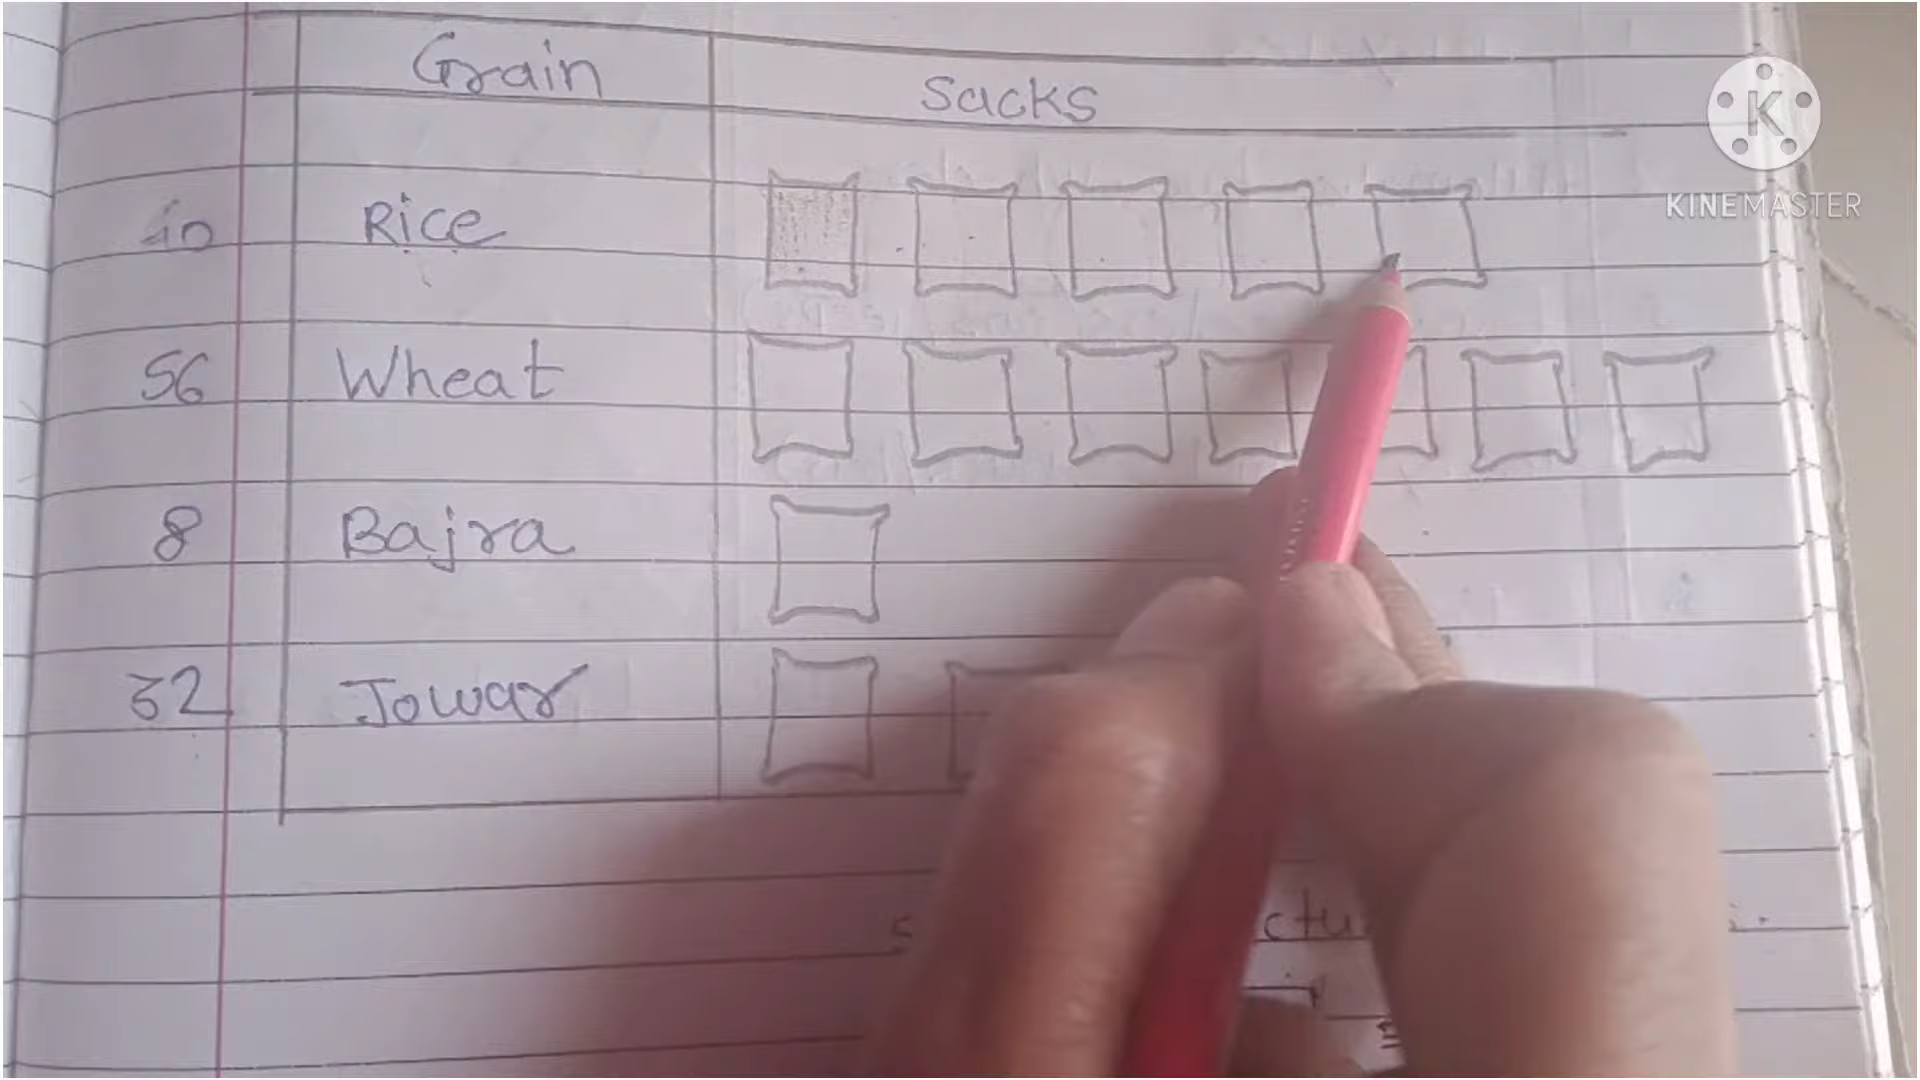 Grain Sacks
K
KINEMASTER
40 Rice
56 Wheat
8 Bajra
32 Jowar